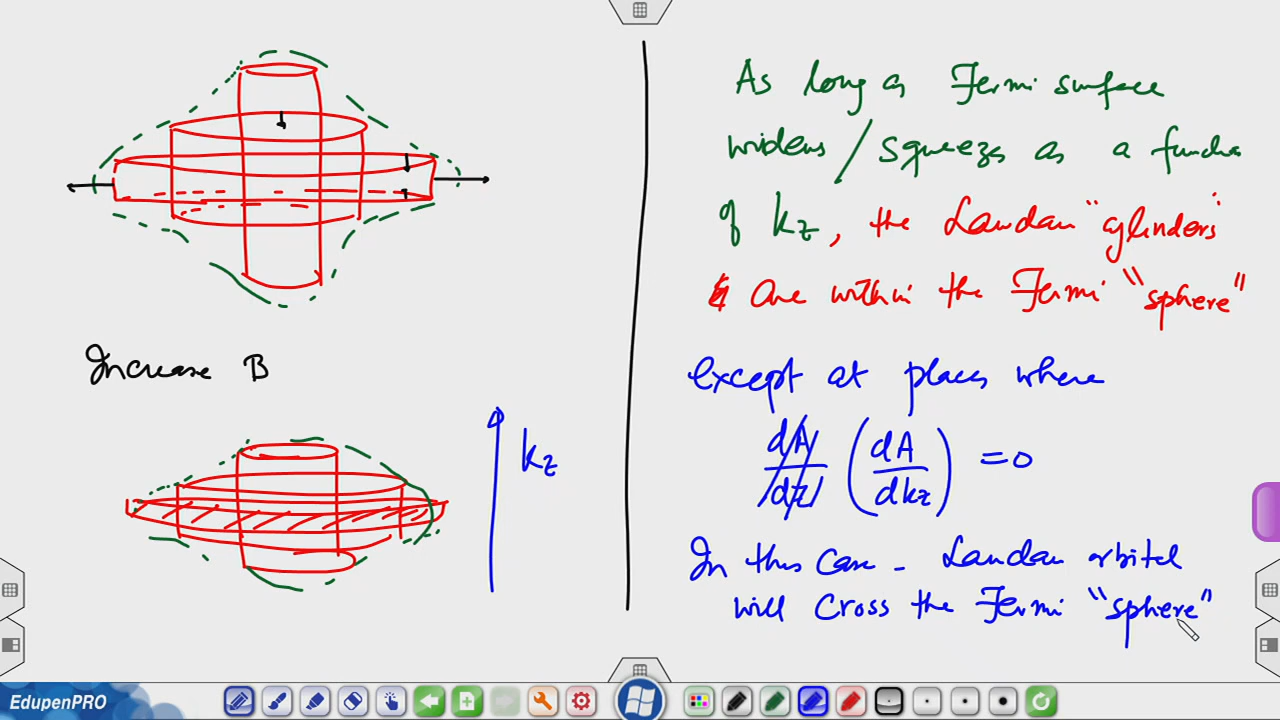 Increase B
kz
As long as Fermi surface
widens / squeezes as a functio
of kz, the Landau "cylinders"
are within the Fermi "sphere"
except at places where
dA/dz (dA/dkz) = 0
In this case - Landau orbital
will cross the Fermi "sphere"
EdupenPRO